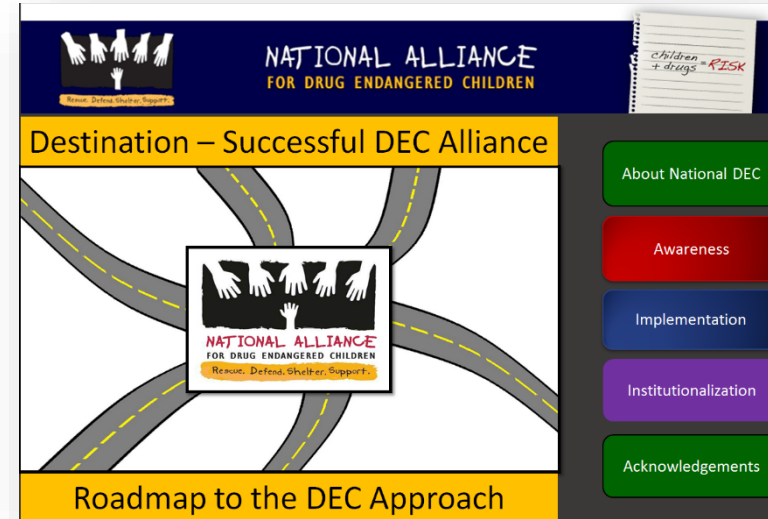 Rescue. Defend. Shelter. Support.
NATIONAL ALLIANCE
FOR DRUG ENDANGERED CHILDREN
children
+ drugs = RISK
Destination – Successful DEC Alliance
NATIONAL ALLIANCE
FOR DRUG ENDANGERED CHILDREN
Rescue. Defend. Shelter. Support.
Roadmap to the DEC Approach
About National DEC
Awareness
Implementation
Institutionalization
Acknowledgements